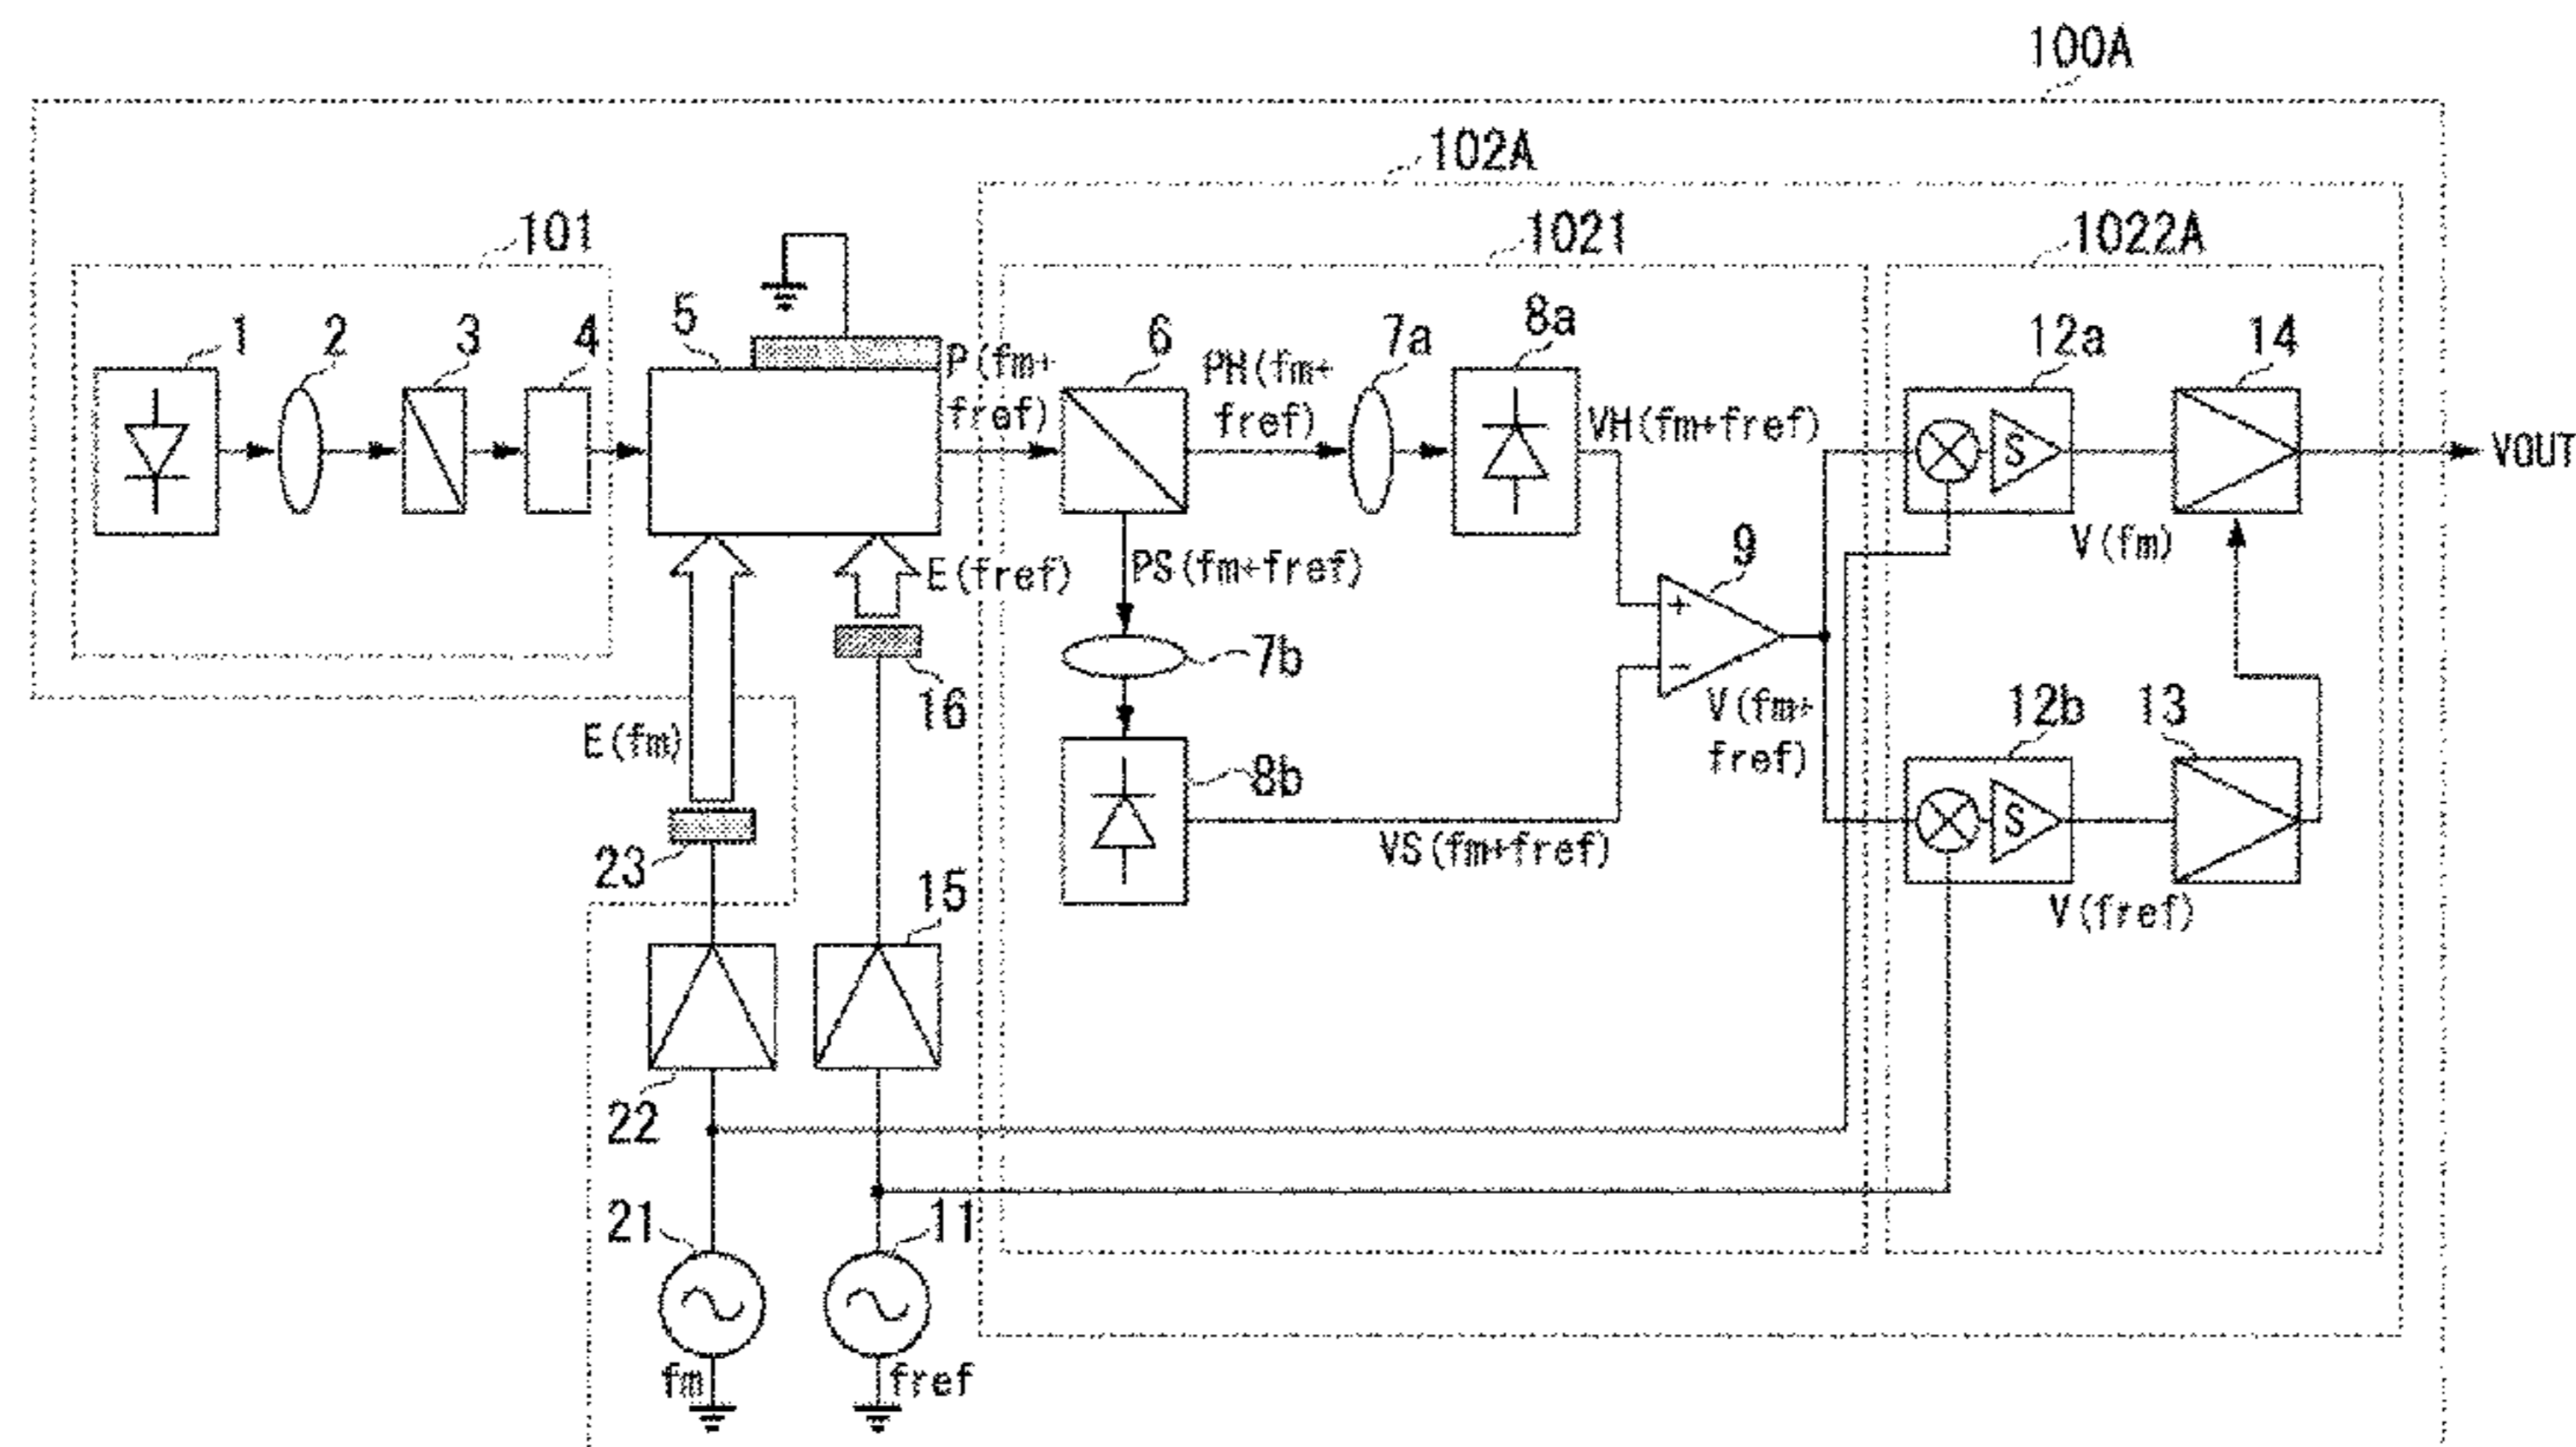 100A
102A
101
1021
1022A
1
2
3
4
5
6
7a
8a
12a
14
P(fm+
fref)
PH(fm+
fref)
VH(fm+fref)
S
VOUT
V(fm)
E(fref)
PS(fm+fref)
9
+
−
7b
16
E(fm)
V(fm+
fref)
12b
13
8b
S
23
VS(fm+fref)
15
V(fref)
22
21
11
fm
fref